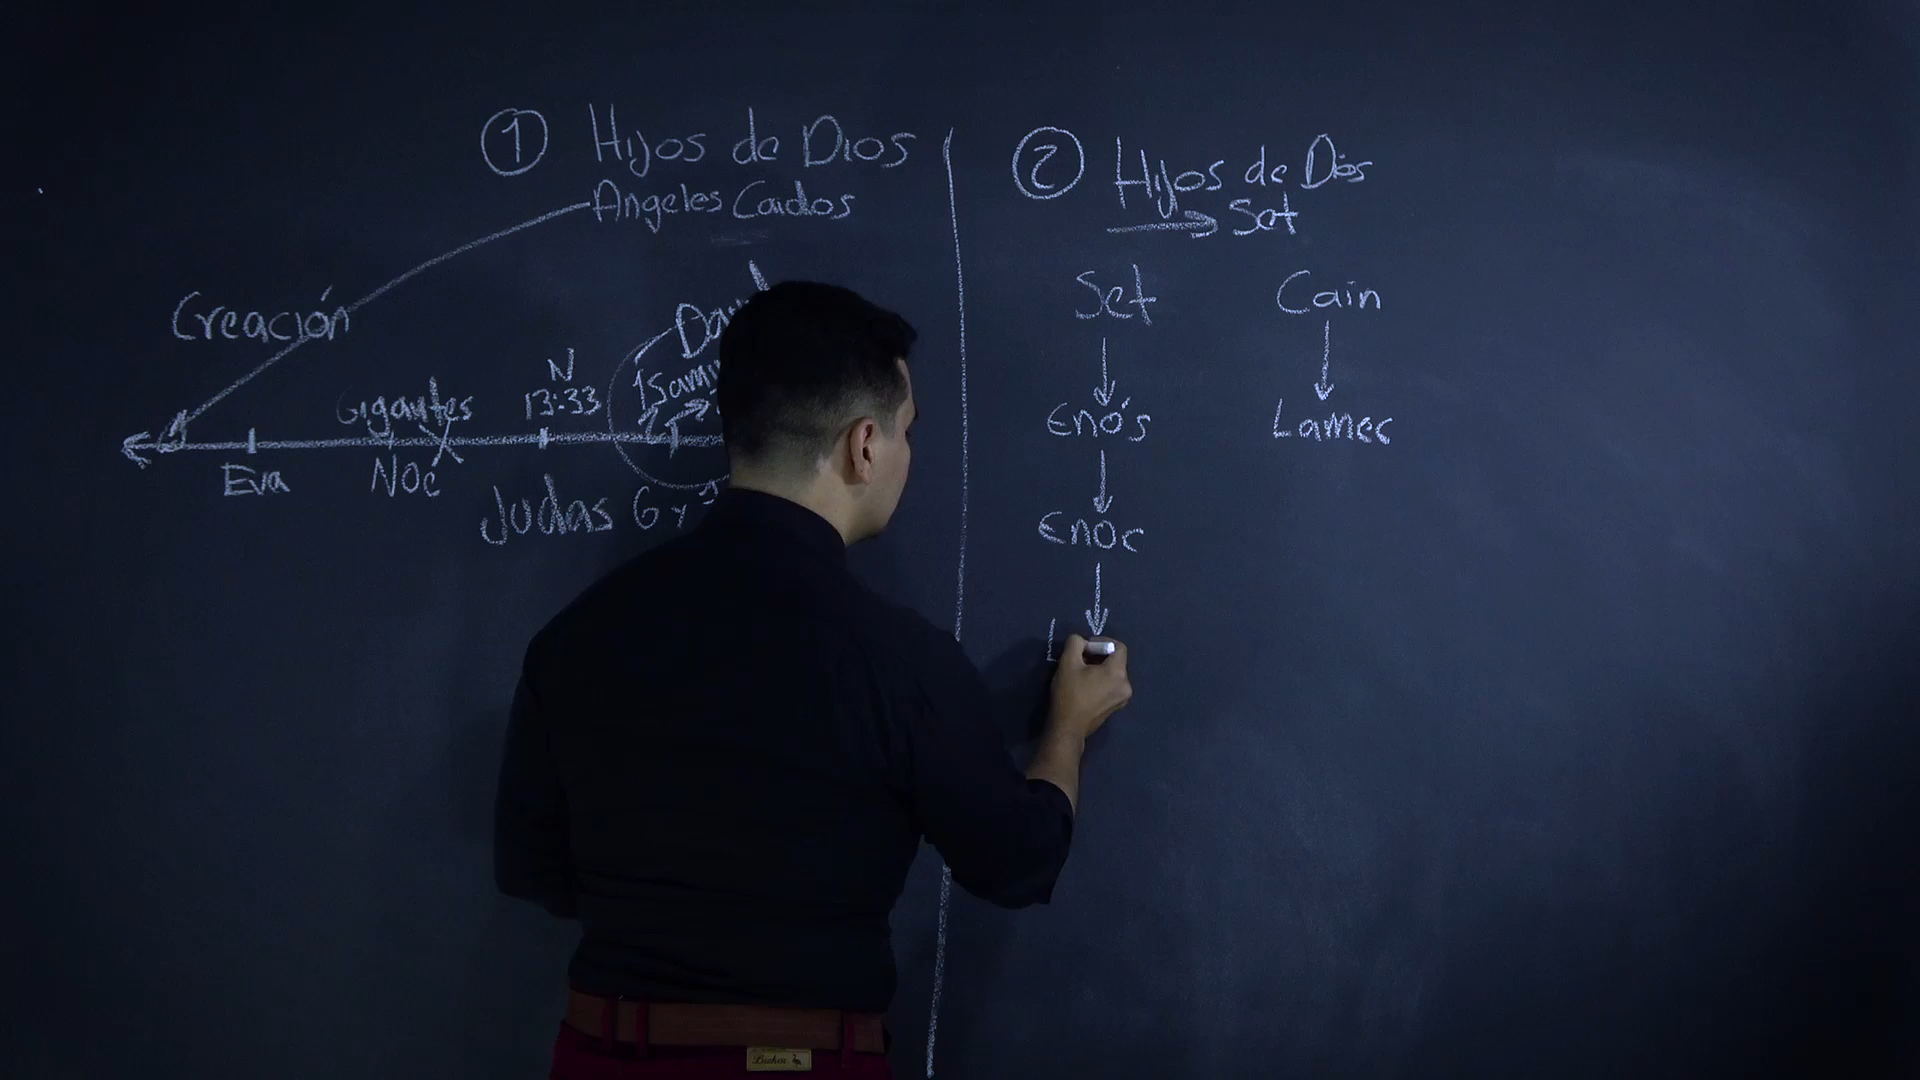 ① Hijos de Dios
Angeles Caidos
Creación
N
13:33
Gigantes
Eva
Noé
Judas 6 y
② Hijos de Dios
Set
Set
Cain
Enós
Lamec
Enoc
L